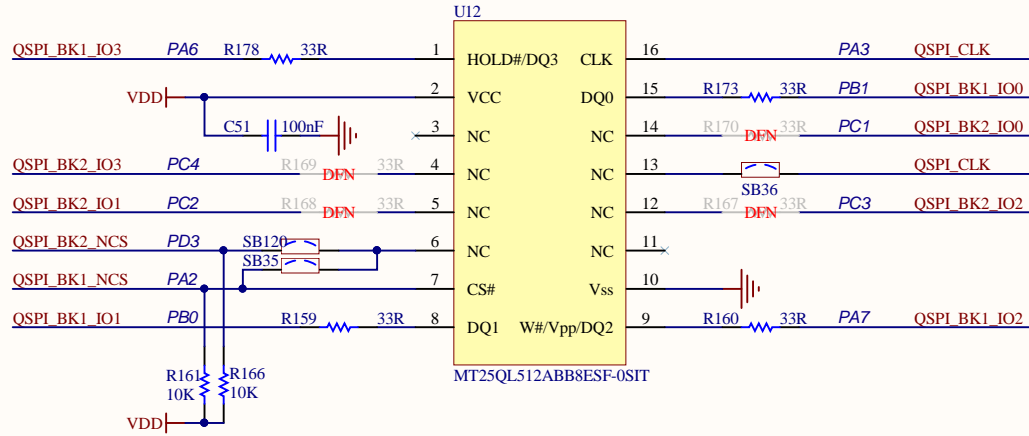 U12
QSPI_BK1_IO3 PA6 R178 33R 1 HOLD#/DQ3 CLK 16 PA3 QSPI_CLK
VDD 2 VCC DQ0 15 R173 33R PB1 QSPI_BK1_IO0
C51 100nF 3 NC NC 14 R170 DFN 33R PC1 QSPI_BK2_IO0
QSPI_BK2_IO3 PC4 R169 DFN 33R 4 NC NC 13 QSPI_CLK
SB36
QSPI_BK2_IO1 PC2 R168 DFN 33R 5 NC NC 12 R167 DFN 33R PC3 QSPI_BK2_IO2
QSPI_BK2_NCS PD3 SB120 6 NC NC 11
SB35
QSPI_BK1_NCS PA2 7 CS# Vss 10
QSPI_BK1_IO1 PB0 R159 33R 8 DQ1 W#/Vpp/DQ2 9 R160 33R PA7 QSPI_BK1_IO2
R161 R166 MT25QL512ABB8ESF-0SIT
10K 10K
VDD